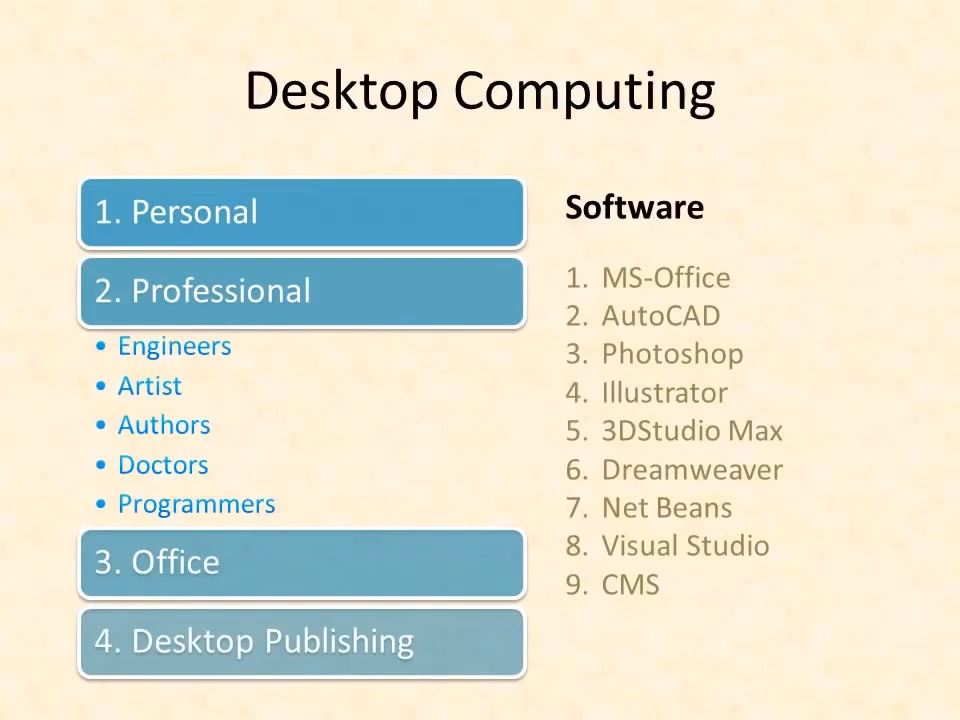 Desktop Computing
1. Personal
2. Professional
• Engineers
• Artist
• Authors
• Doctors
• Programmers
3. Office
4. Desktop Publishing
Software
1. MS-Office
2. AutoCAD
3. Photoshop
4. Illustrator
5. 3DStudio Max
6. Dreamweaver
7. Net Beans
8. Visual Studio
9. CMS